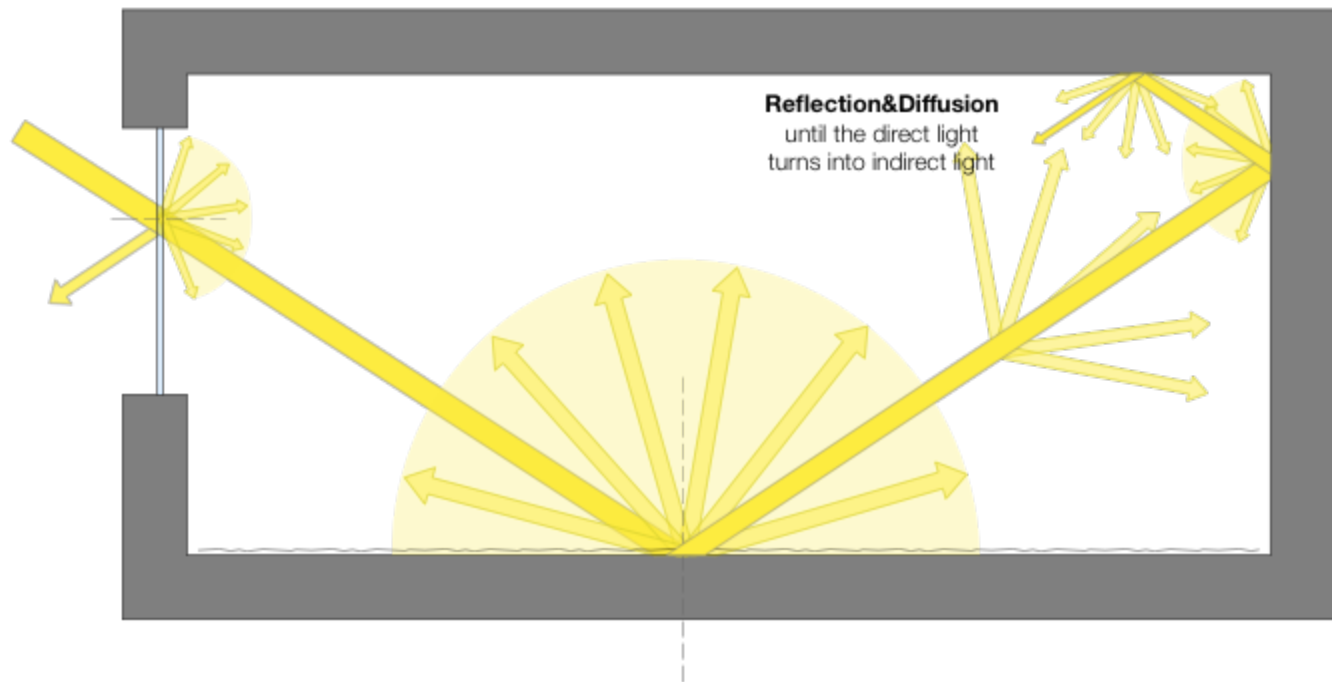 Reflection&Diffusion
until the direct light
turns into indirect light